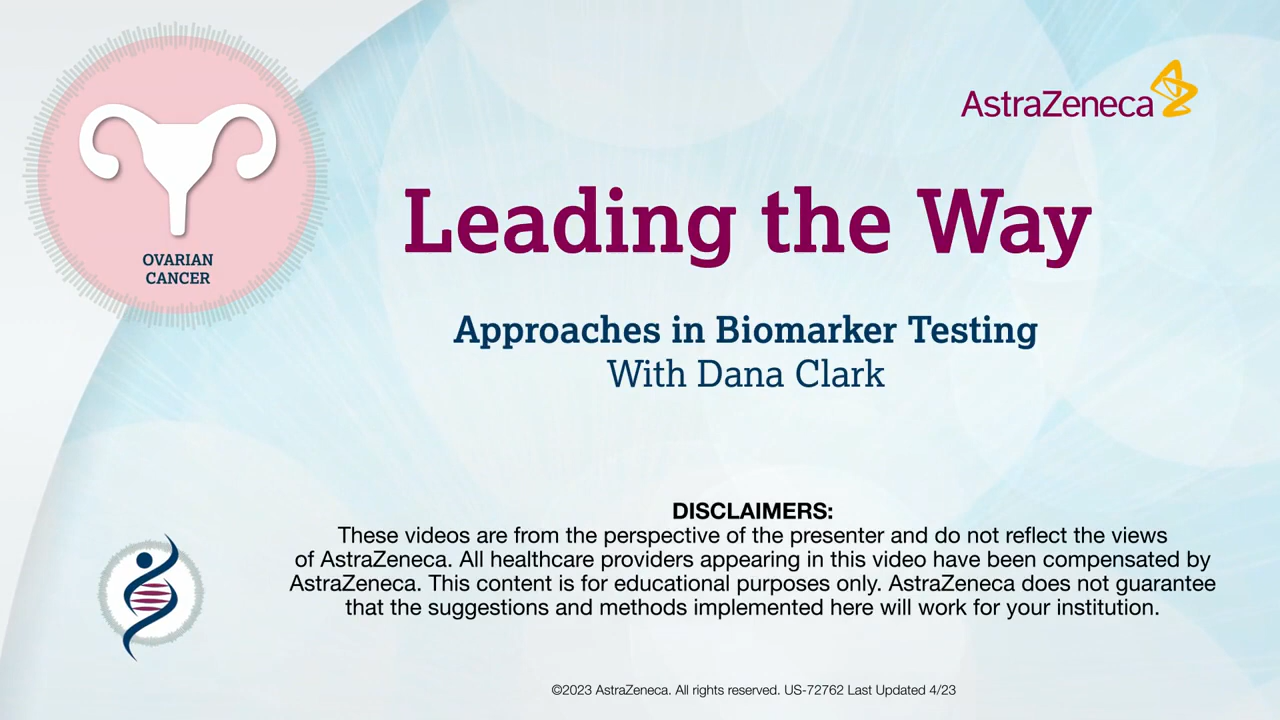 OVARIAN
CANCER
AstraZeneca
Leading the Way
Approaches in Biomarker Testing
With Dana Clark
DISCLAIMERS:
These videos are from the perspective of the presenter and do not reflect the views
of AstraZeneca. All healthcare providers appearing in this video have been compensated by
AstraZeneca. This content is for educational purposes only. AstraZeneca does not guarantee
that the suggestions and methods implemented here will work for your institution.
©2023 AstraZeneca. All rights reserved. US-72762 Last Updated 4/23